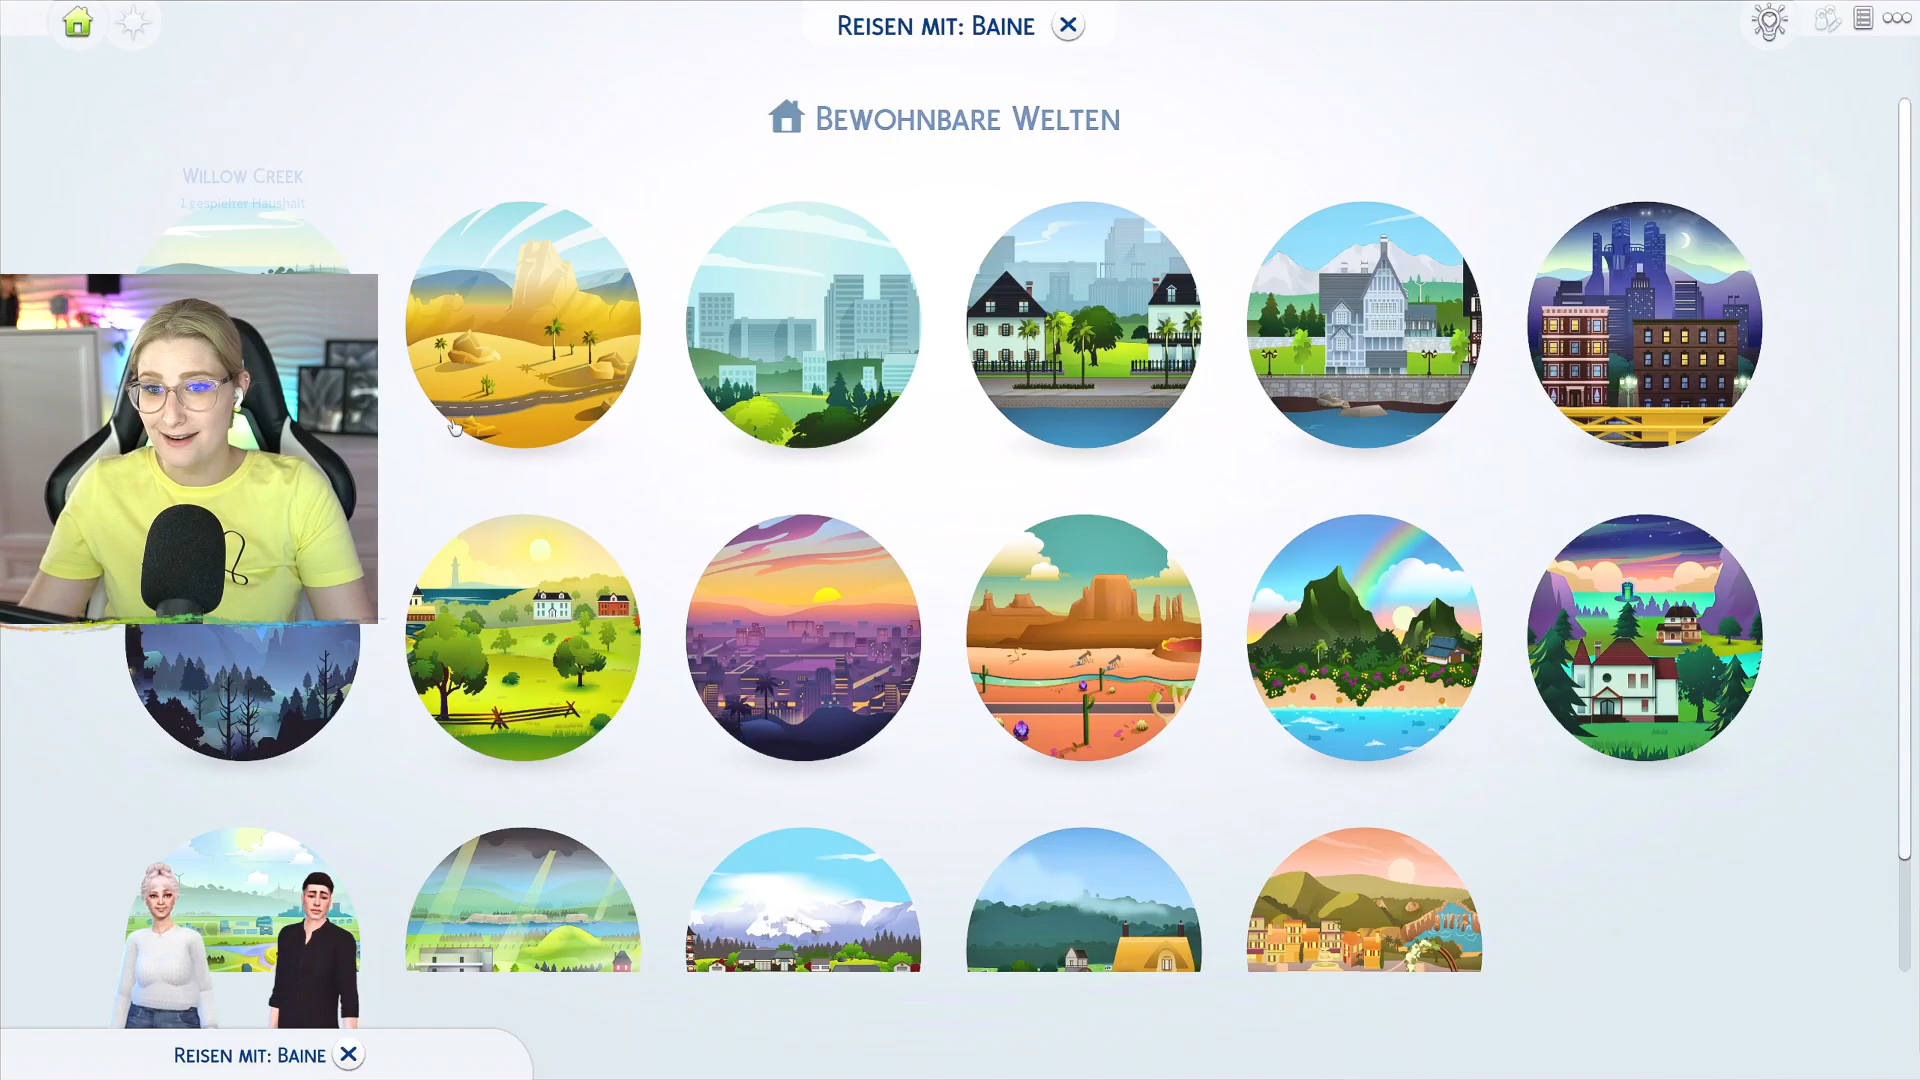 REISEN MIT: BAINE
BEWOHNBARE WELTEN
WILLOW CREEK
1 gespielter Haushalt
REISEN MIT: BAINE